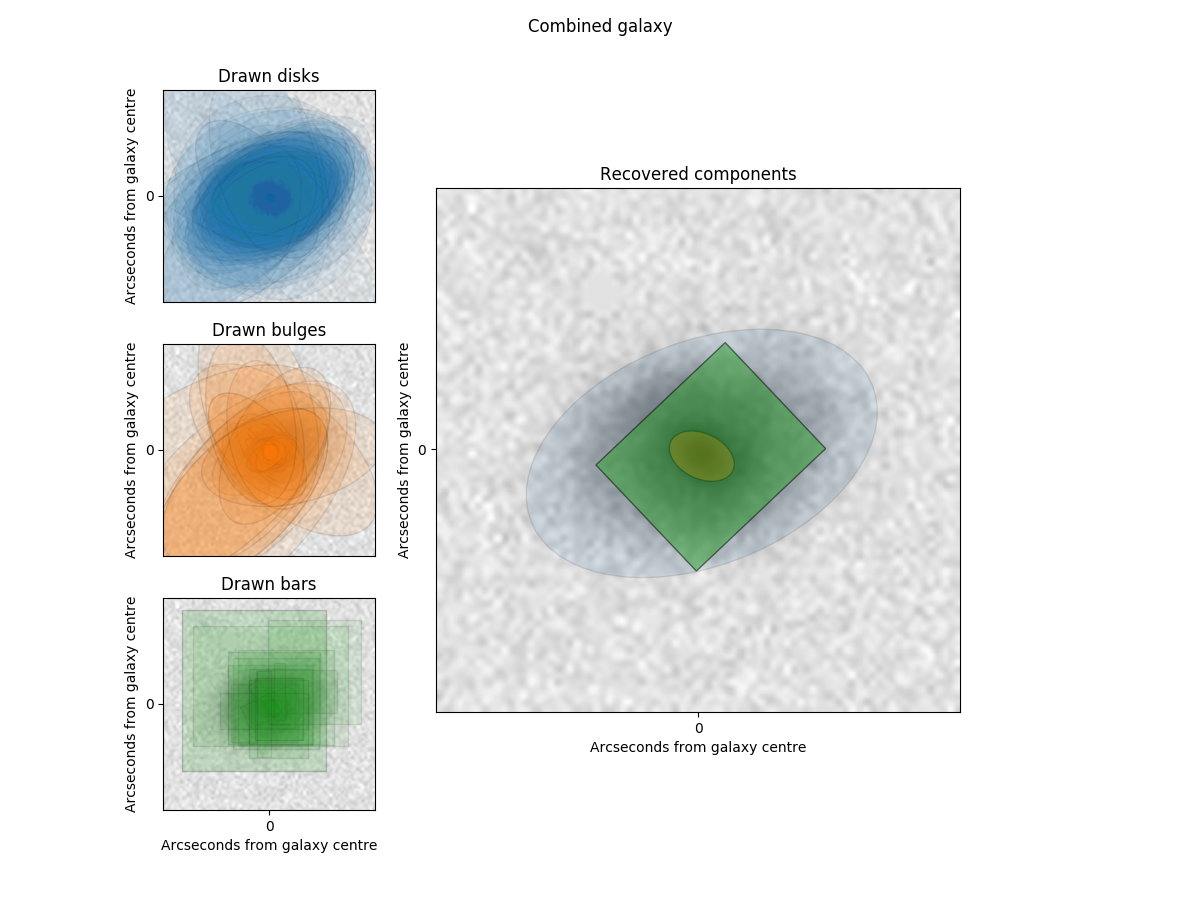 Combined galaxy
Drawn disks
Arcseconds from galaxy centre
0
Drawn bulges
Arcseconds from galaxy centre
0
Drawn bars
Arcseconds from galaxy centre
0
0
Arcseconds from galaxy centre
Recovered components
Arcseconds from galaxy centre
0
0
Arcseconds from galaxy centre